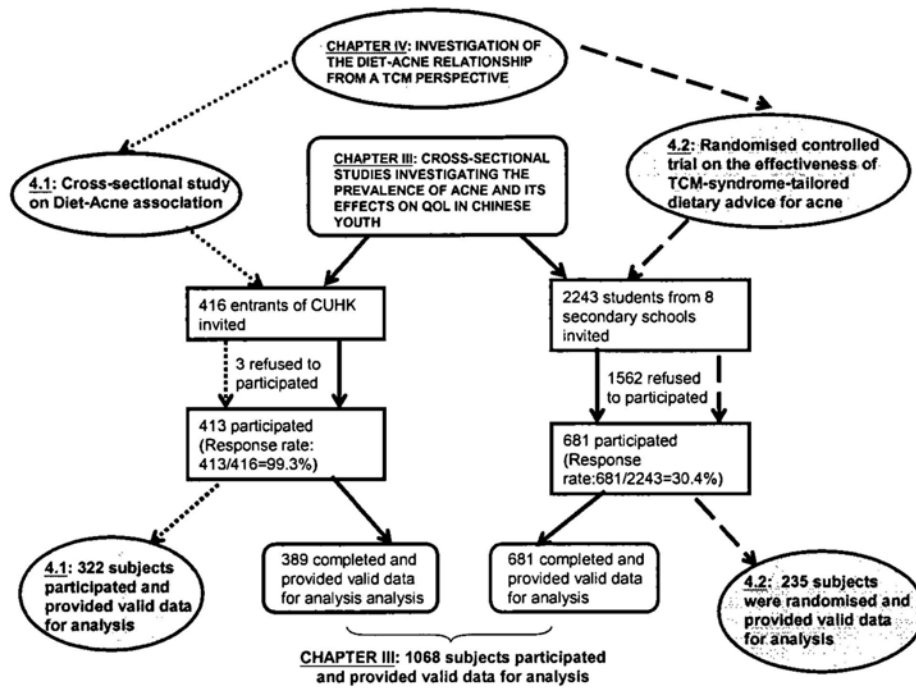 CHAPTER IV: INVESTIGATION OF
THE DIET-ACNE RELATIONSHIP
FROM A TCM PERSPECTIVE
4.1: Cross-sectional study
on Diet-Acne association
CHAPTER III: CROSS-SECTIONAL
STUDIES INVESTIGATING THE
PREVALENCE OF ACNE AND ITS
EFFECTS ON QOL IN CHINESE
YOUTH
4.2: Randomised controlled
trial on the effectiveness of
TCM-syndrome-tailored
dietary advice for acne
416 entrants of CUHK
invited
2243 students from 8
secondary schools
invited
3 refused to
participated
1562 refused
to participated
413 participated
(Response rate:
413/416=99.3%)
681 participated
(Response
rate:681/2243=30.4%)
4.1: 322 subjects
participated and
provided valid data
for analysis
389 completed and
provided valid data
for analysis analysis
681 completed and
provided valid data
for analysis
4.2: 235 subjects
were randomised and
provided valid data
for analysis
CHAPTER III: 1068 subjects participated
and provided valid data for analysis